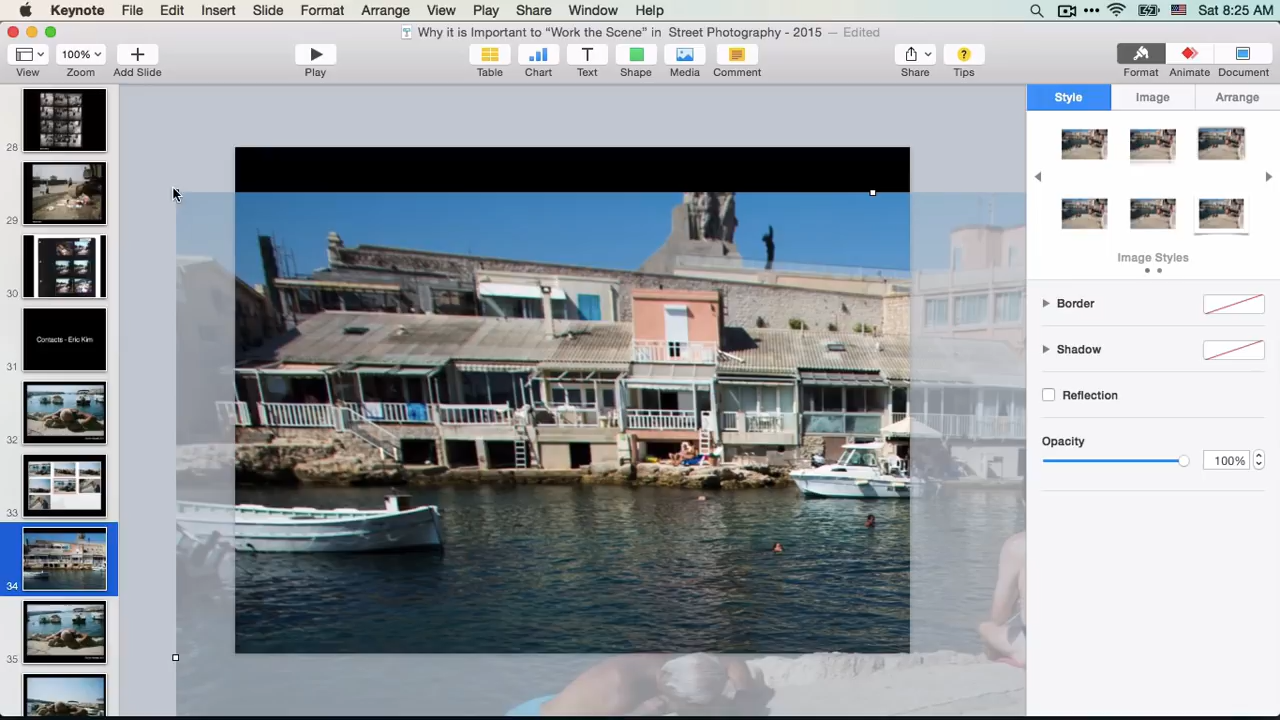 Keynote File Edit Insert Slide Format Arrange View Play Share Window Help Sat 8:25 AM
Why it is Important to “Work the Scene” in Street Photography - 2015 — Edited
100%
View Zoom Add Slide Play Table Chart Text Shape Media Comment Share Tips Format Animate Document
Style Image Arrange
28
29
30
Contacts - Eric Kim
31
32
33
34
35
Image Styles
Border
Shadow
Reflection
Opacity
100%